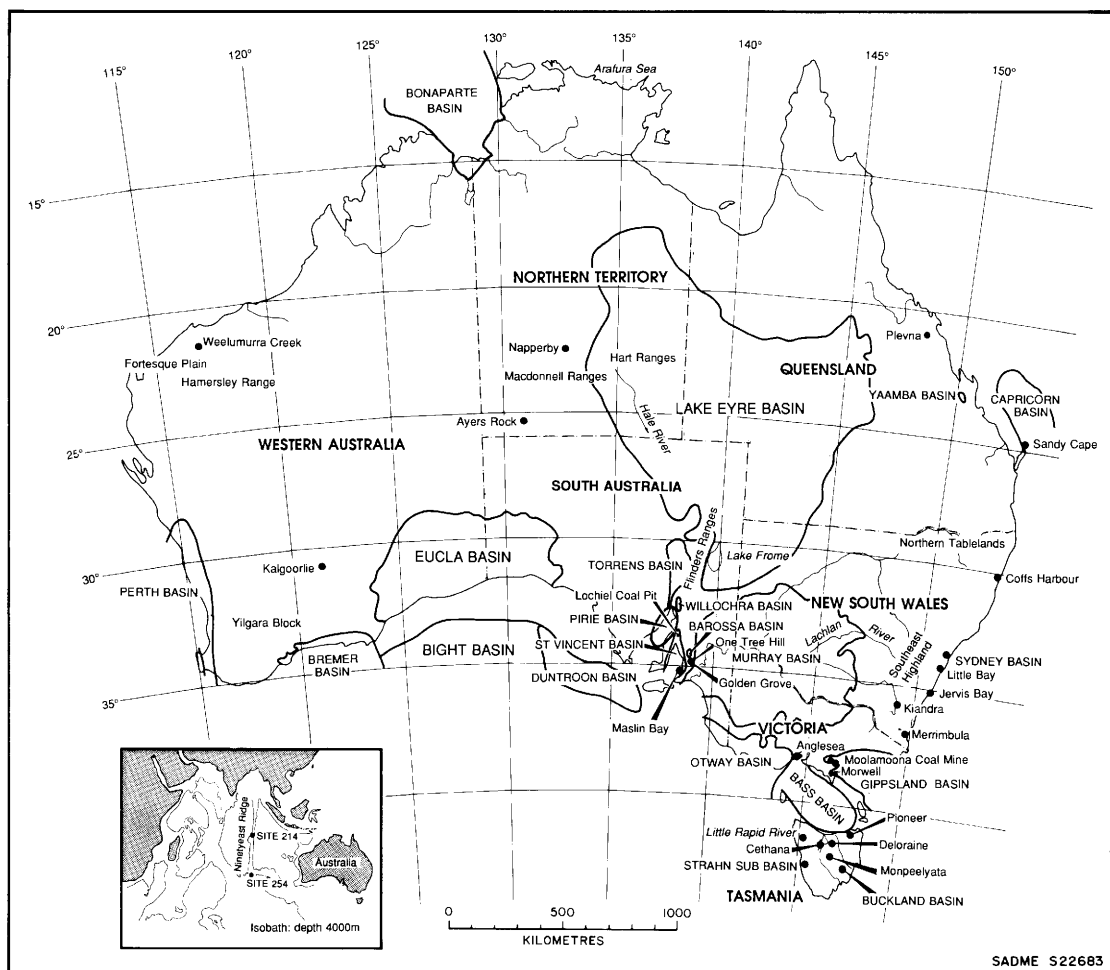 115°
120°
125°
130°
135°
140°
145°
150°
Arafura Sea
BONAPARTE
BASIN
15°
NORTHERN TERRITORY
20°
Weelumurra Creek
Fortesque Plain
Hamersley Range
Napperby
Hart Ranges
Macdonnell Ranges
Plevna
QUEENSLAND
YAAMBA BASIN
CAPRICORN
BASIN
LAKE EYRE BASIN
Hale River
Ayers Rock
Sandy Cape
WESTERN AUSTRALIA
25°
SOUTH AUSTRALIA
Flinders Ranges
Lake Frome
Northern Tablelands
EUCLA BASIN
TORRENS BASIN
Kalgoorlie
30°
PERTH BASIN
Coffs Harbour
Lochiel Coal Pit
WILLOCHRA BASIN
NEW SOUTH WALES
PIRIE BASIN
BAROSSA BASIN
Yilgara Block
ST VINCENT BASIN
One Tree Hill
Lachlan River
Southeast
Highland
BREMER
BASIN
BIGHT BASIN
MURRAY BASIN
SYDNEY BASIN
Little Bay
DUNTROON BASIN
Golden Grove
Jervis Bay
35°
Kiandra
Maslin Bay
VICTORIA
Merrimbula
Anglesea
OTWAY BASIN
Moolamoona Coal Mine
Morwell
GIPPSLAND BASIN
BASS BASIN
Pioneer
Little Rapid River
Cethana
Deloraine
STRAHN SUB BASIN
Monpeelyata
TASMANIA
BUCKLAND BASIN
Ninetyeast Ridge
SITE 214
Australia
SITE 254
Isobath: depth 4000m
0 500 1000
KILOMETRES
SADME S22683